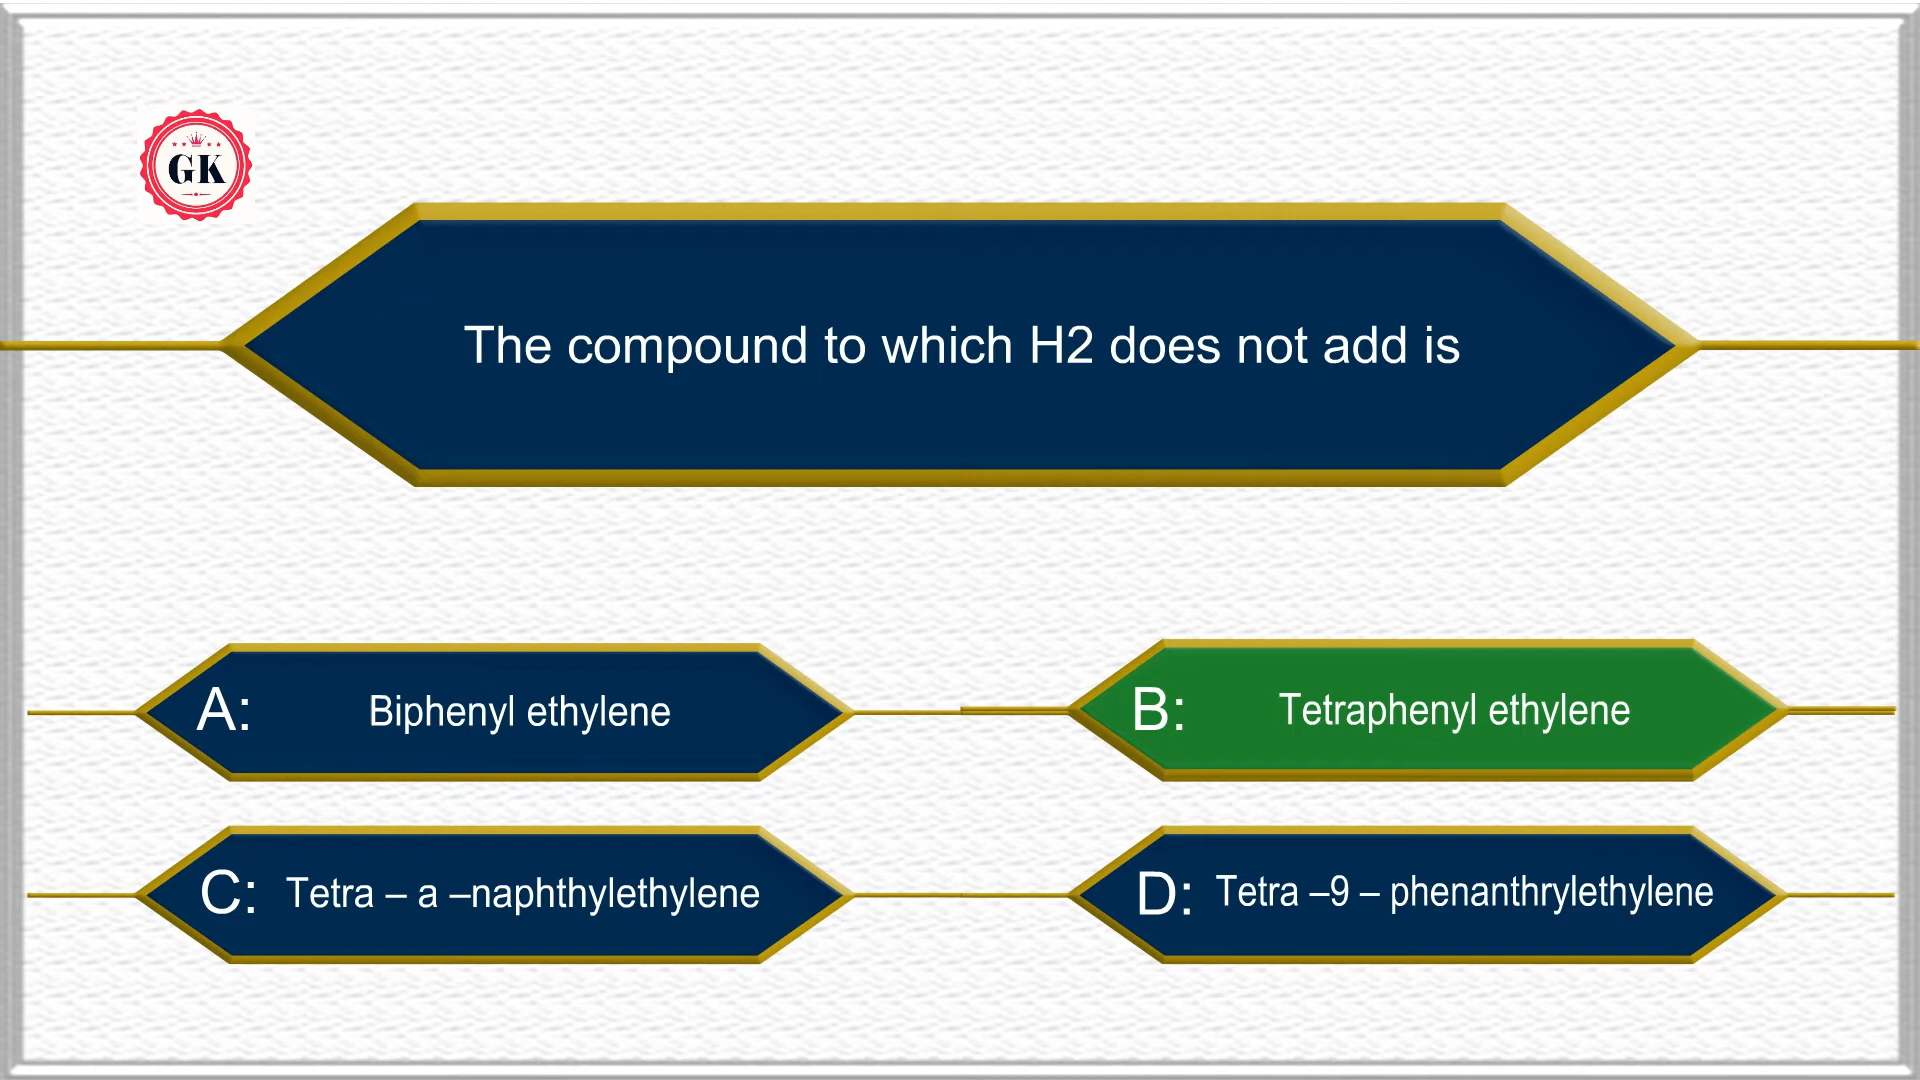 GK
The compound to which H2 does not add is
A: Biphenyl ethylene
B: Tetraphenyl ethylene
C: Tetra – a –naphthylethylene
D: Tetra –9 – phenanthrylethylene